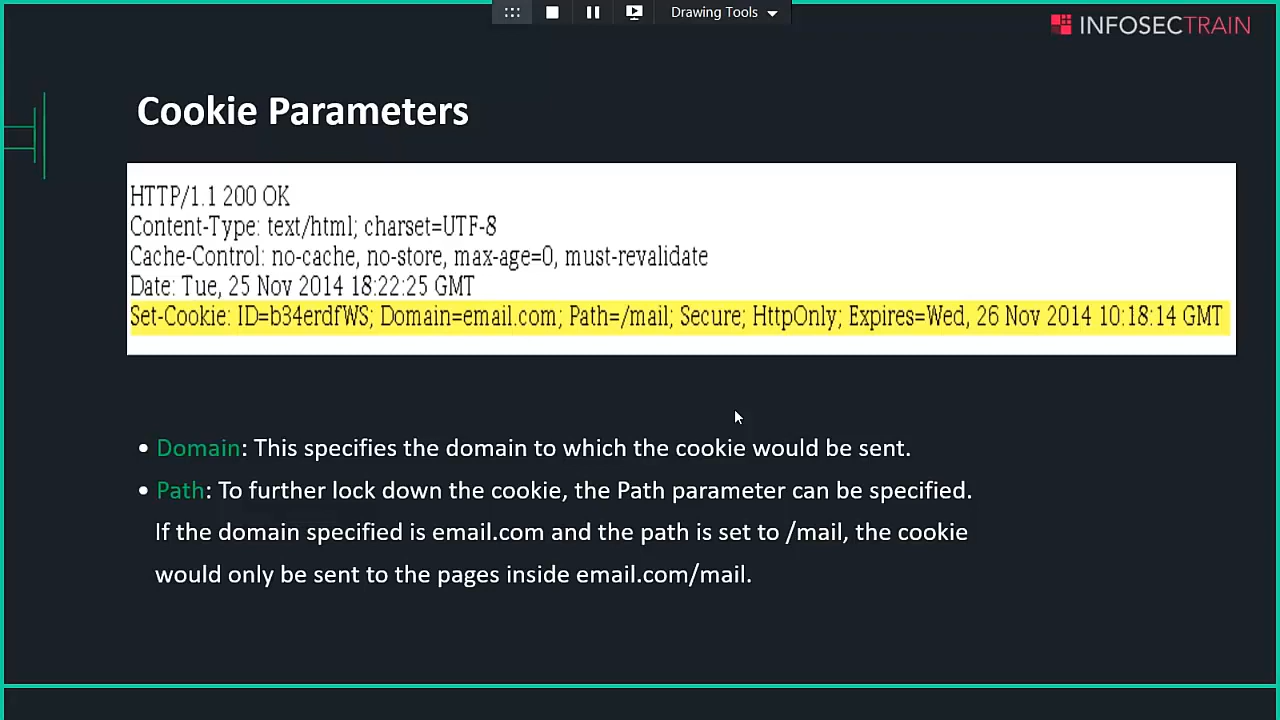 Drawing Tools
INFOSECTRAIN
Cookie Parameters
HTTP/1.1 200 OK
Content-Type: text/html; charset=UTF-8
Cache-Control: no-cache, no-store, max-age=0, must-revalidate
Date: Tue, 25 Nov 2014 18:22:25 GMT
Set-Cookie: ID=b34erdfWS; Domain=email.com; Path=/mail; Secure; HttpOnly; Expires=Wed, 26 Nov 2014 10:18:14 GMT
• Domain: This specifies the domain to which the cookie would be sent.
• Path: To further lock down the cookie, the Path parameter can be specified.
If the domain specified is email.com and the path is set to /mail, the cookie
would only be sent to the pages inside email.com/mail.